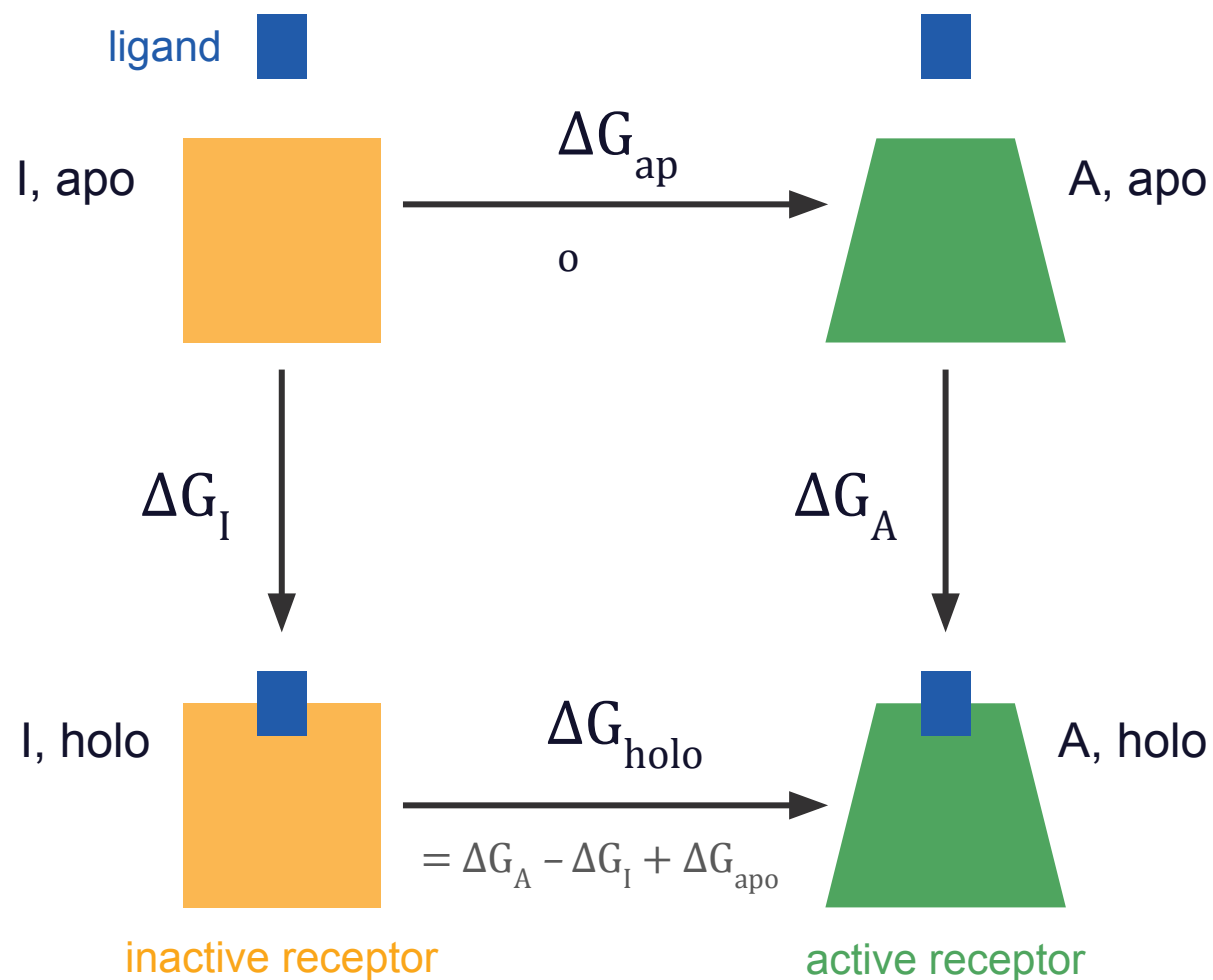 ligand
ΔG_ap
o
I, apo
A, apo
ΔG_I
ΔG_A
I, holo
ΔG_holo
A, holo
= ΔG_A – ΔG_I + ΔG_apo
inactive receptor
active receptor